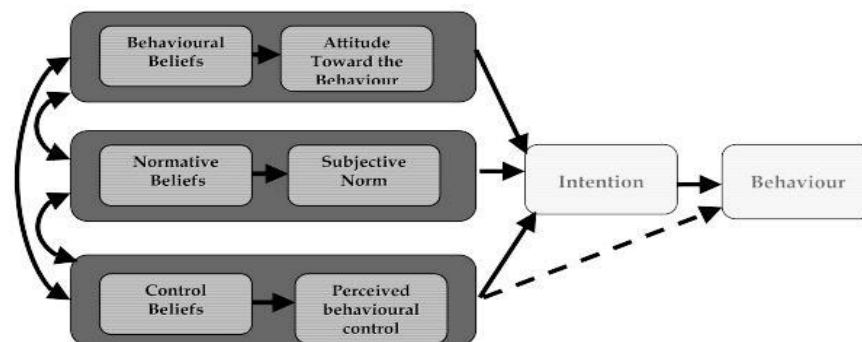 Behavioural
Beliefs
Attitude
Toward the
Behaviour
Normative
Beliefs
Subjective
Norm
Intention
Behaviour
Control
Beliefs
Perceived
behavioural
control